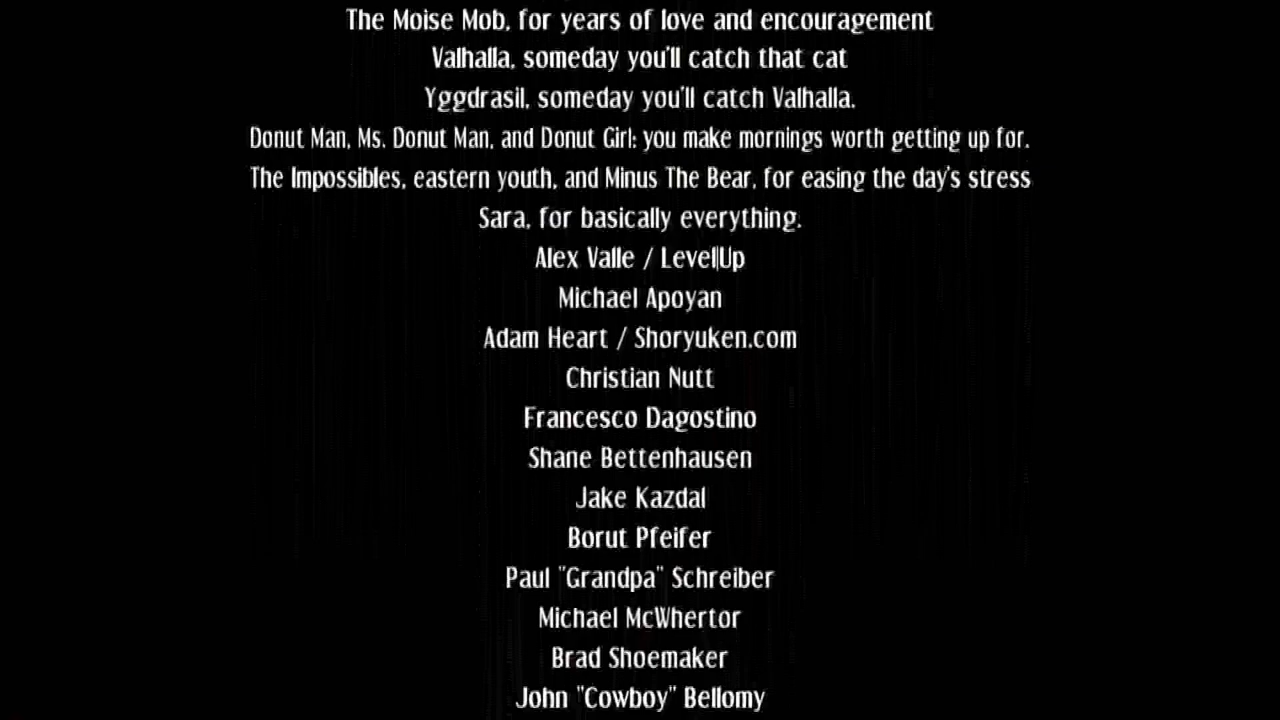 The Moise Mob, for years of love and encouragement
Valhalla, someday you'll catch that cat
Yggdrasil, someday you'll catch Valhalla.
Donut Man, Ms. Donut Man, and Donut Girl: you make mornings worth getting up for.
The Impossibles, eastern youth, and Minus The Bear, for easing the day's stress
Sara, for basically everything.
Alex Valle / Level|Up
Michael Apoyan
Adam Heart / Shoryuken.com
Christian Nutt
Francesco Dagostino
Shane Bettenhausen
Jake Kazdal
Borut Pfeifer
Paul "Grandpa" Schreiber
Michael McWhertor
Brad Shoemaker
John "Cowboy" Bellomy